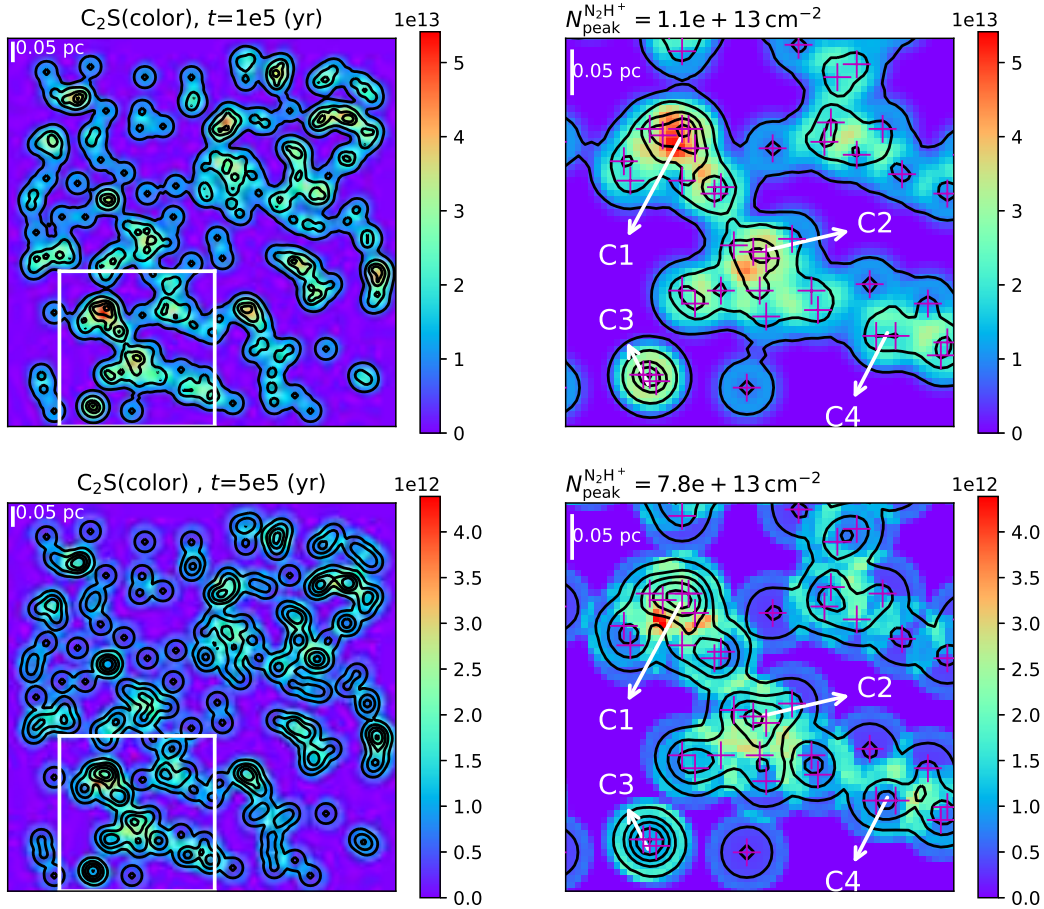 C₂S(color), t=1e5 (yr)
1e13
0.05 pc
5
4
3
2
1
0
N_peak^{N₂H⁺} = 1.1e + 13 cm⁻²
1e13
0.05 pc
C1
C2
C3
C4
5
4
3
2
1
0
C₂S(color) , t=5e5 (yr)
1e12
0.05 pc
4.0
3.5
3.0
2.5
2.0
1.5
1.0
0.5
0.0
N_peak^{N₂H⁺} = 7.8e + 13 cm⁻²
1e12
0.05 pc
C1
C2
C3
C4
4.0
3.5
3.0
2.5
2.0
1.5
1.0
0.5
0.0